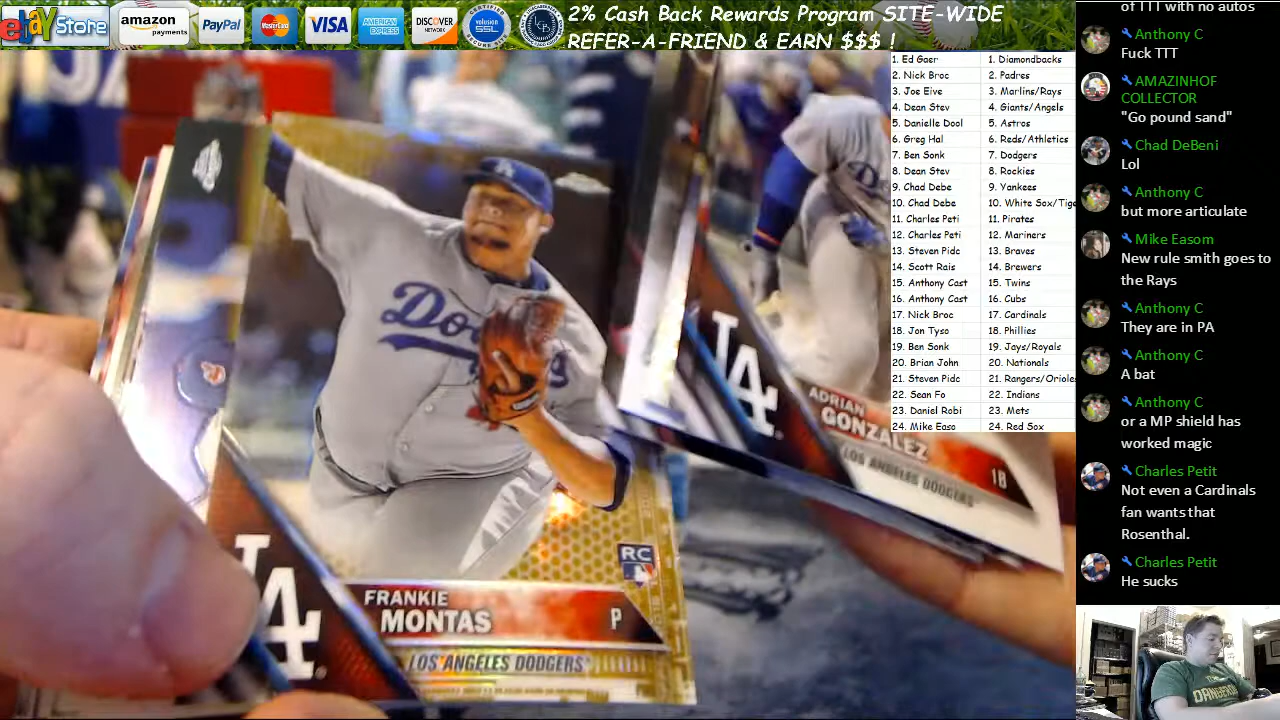 ebay Store
amazon
payments
PayPal
MasterCard
VISA
AMERICAN
EXPRESS
DISCOVER
NETWORK
SSL
2% Cash Back Rewards Program SITE-WIDE
REFER-A-FRIEND & EARN $$$ !
1. Ed Gaer 1. Diamondbacks
2. Nick Broc 2. Padres
3. Joe Eive 3. Marlins/Rays
4. Dean Stev 4. Giants/Angels
5. Danielle Dool 5. Astros
6. Greg Hal 6. Reds/Athletics
7. Ben Sonk 7. Dodgers
8. Dean Stev 8. Rockies
9. Chad Debe 9. Yankees
10. Chad Debe 10. White Sox/Tige
11. Charles Peti 11. Pirates
12. Charles Peti 12. Mariners
13. Steven Pidc 13. Braves
14. Scott Rais 14. Brewers
15. Anthony Cast 15. Twins
16. Anthony Cast 16. Cubs
17. Nick Broc 17. Cardinals
18. Jon Tyso 18. Phillies
19. Ben Sonk 19. Jays/Royals
20. Brian John 20. Nationals
21. Steven Pidc 21. Rangers/Oriole
22. Sean Fo 22. Indians
23. Daniel Robi 23. Mets
24. Mike Easo 24. Red Sox
of TTT with no autos
Anthony C
Fuck TTT
AMAZINHOF
COLLECTOR
"Go pound sand"
Chad DeBeni
Lol
Anthony C
but more articulate
Mike Easom
New rule smith goes to
the Rays
Anthony C
They are in PA
Anthony C
A bat
Anthony C
or a MP shield has
worked magic
Charles Petit
Not even a Cardinals
fan wants that
Rosenthal.
Charles Petit
He sucks
LA
ADRIAN
GONZALEZ
LOS ANGELES DODGERS
1B
LA
RC
FRANKIE
MONTAS
P
LOS ANGELES DODGERS